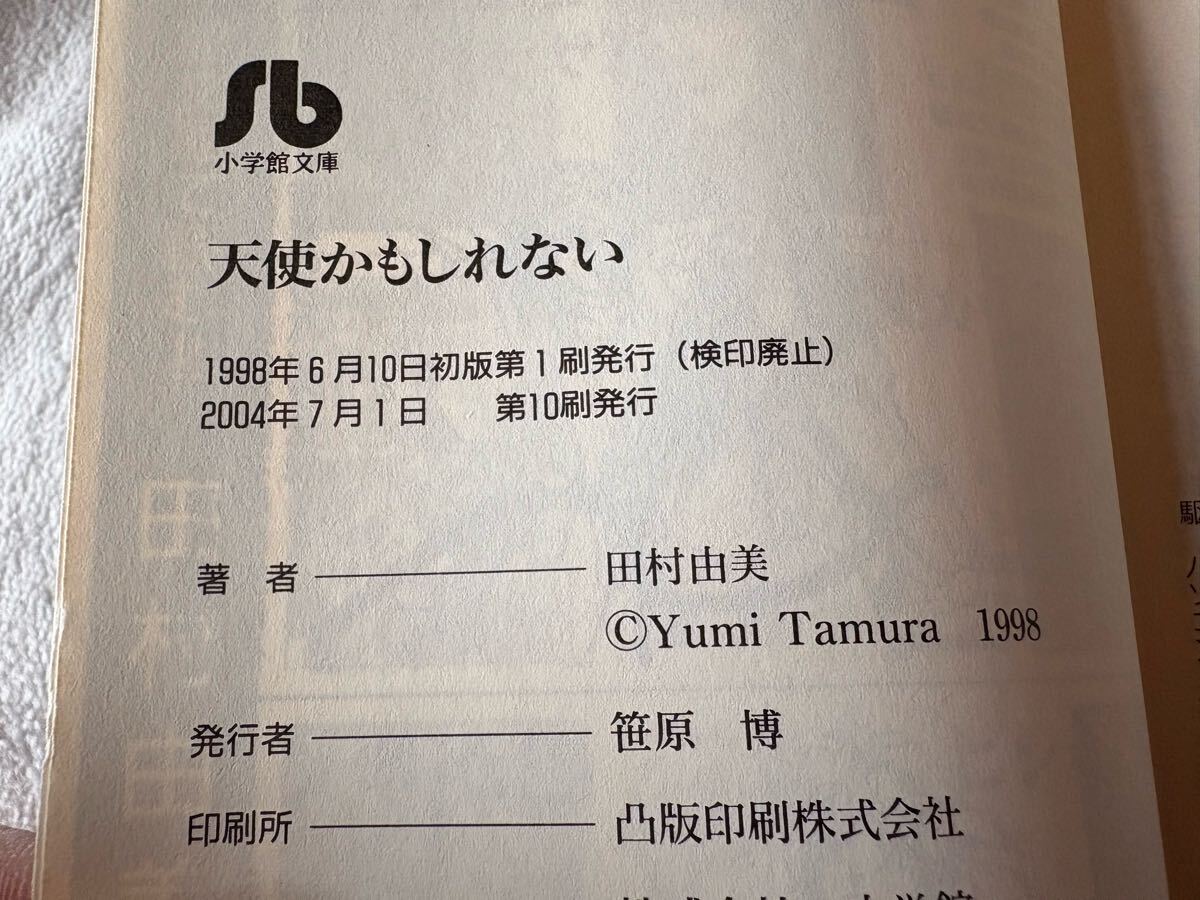 Sb
小学館文庫
天使かもしれない
1998年6月10日初版第1刷発行（検印廃止）
2004年7月1日　　第10刷発行
著　者 ――― 田村由美
©Yumi Tamura 1998
発行者 ――― 笹原　博
印刷所 ――― 凸版印刷株式会社